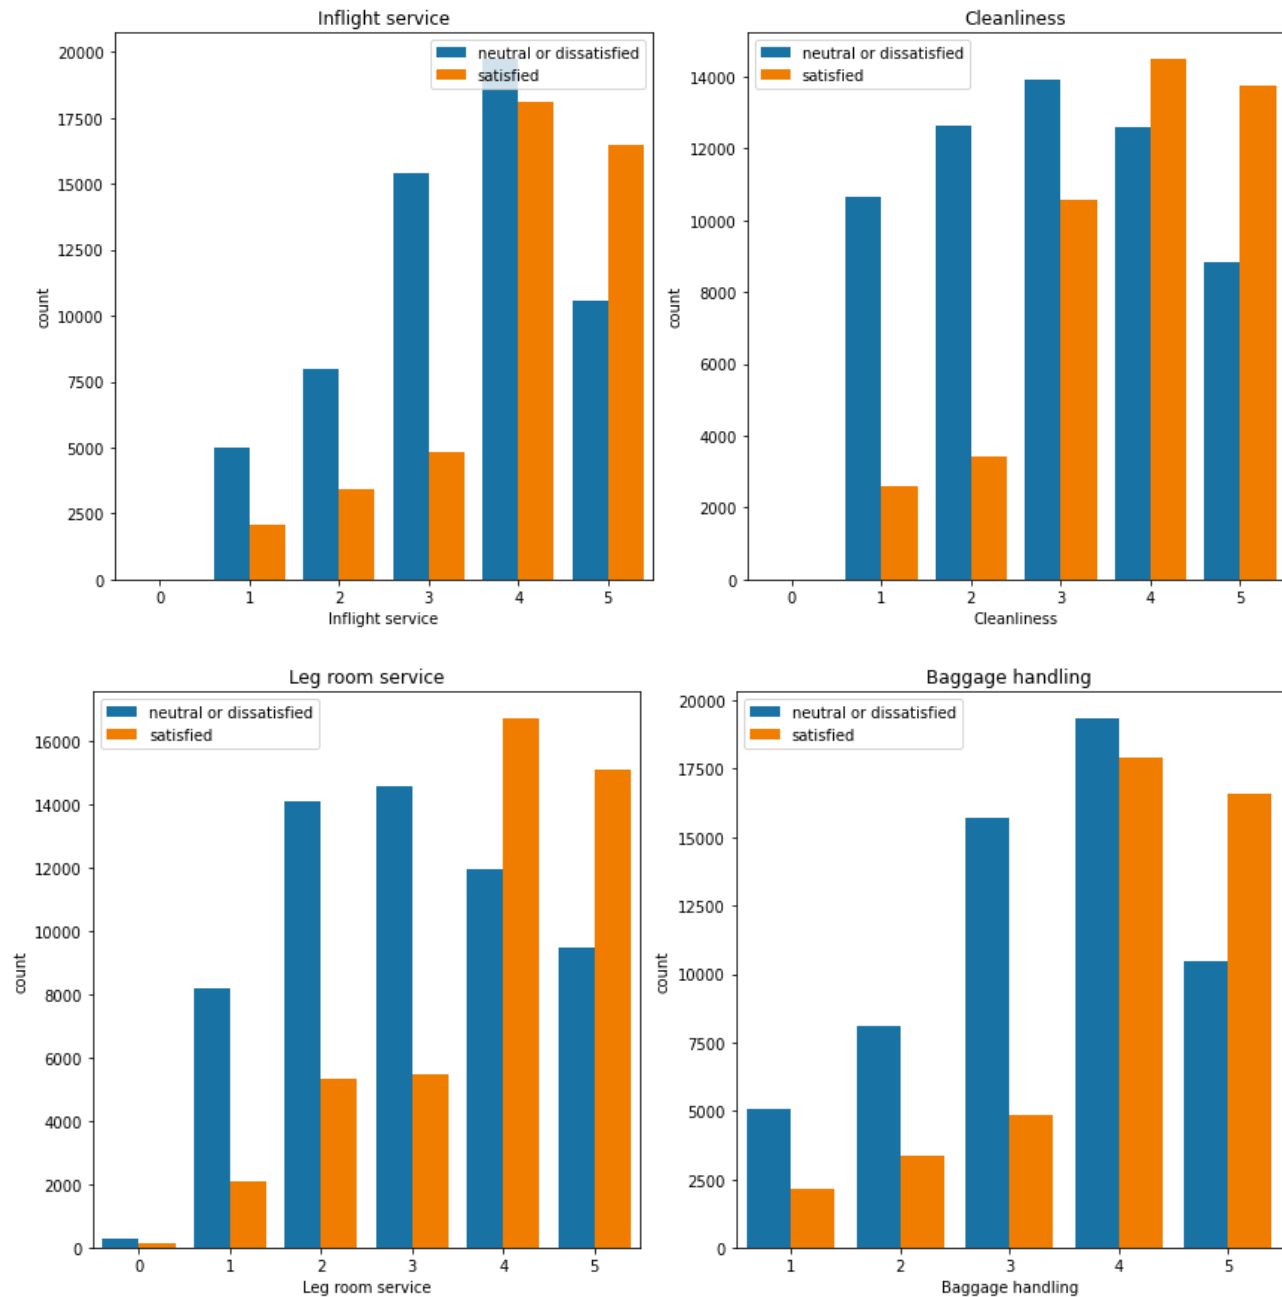 Inflight service
neutral or dissatisfied
satisfied
20000
17500
15000
12500
10000
7500
5000
2500
0
count
0 1 2 3 4 5
Inflight service
Cleanliness
neutral or dissatisfied
satisfied
14000
12000
10000
8000
6000
4000
2000
0
count
0 1 2 3 4 5
Cleanliness
Leg room service
neutral or dissatisfied
satisfied
16000
14000
12000
10000
8000
6000
4000
2000
0
count
0 1 2 3 4 5
Leg room service
Baggage handling
neutral or dissatisfied
satisfied
20000
17500
15000
12500
10000
7500
5000
2500
0
count
1 2 3 4 5
Baggage handling